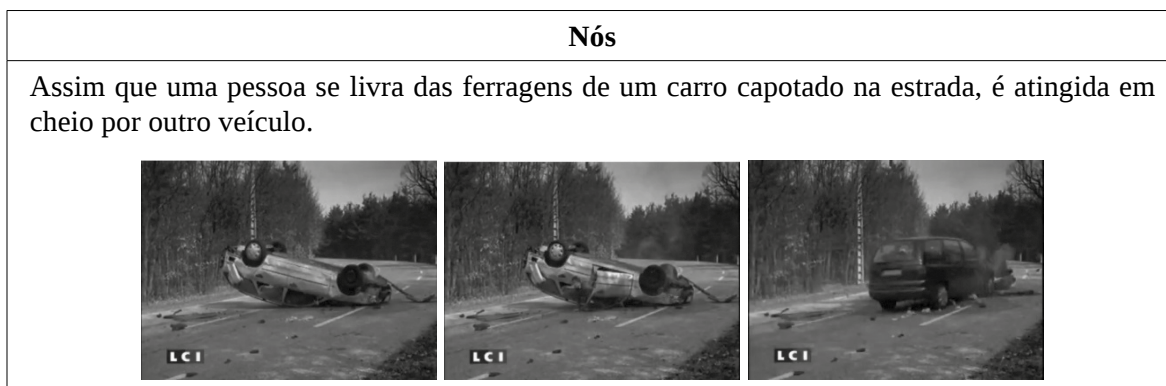 Nós
Assim que uma pessoa se livra das ferragens de um carro capotado na estrada, é atingida em
cheio por outro veículo.
LCI
LCI
LCI